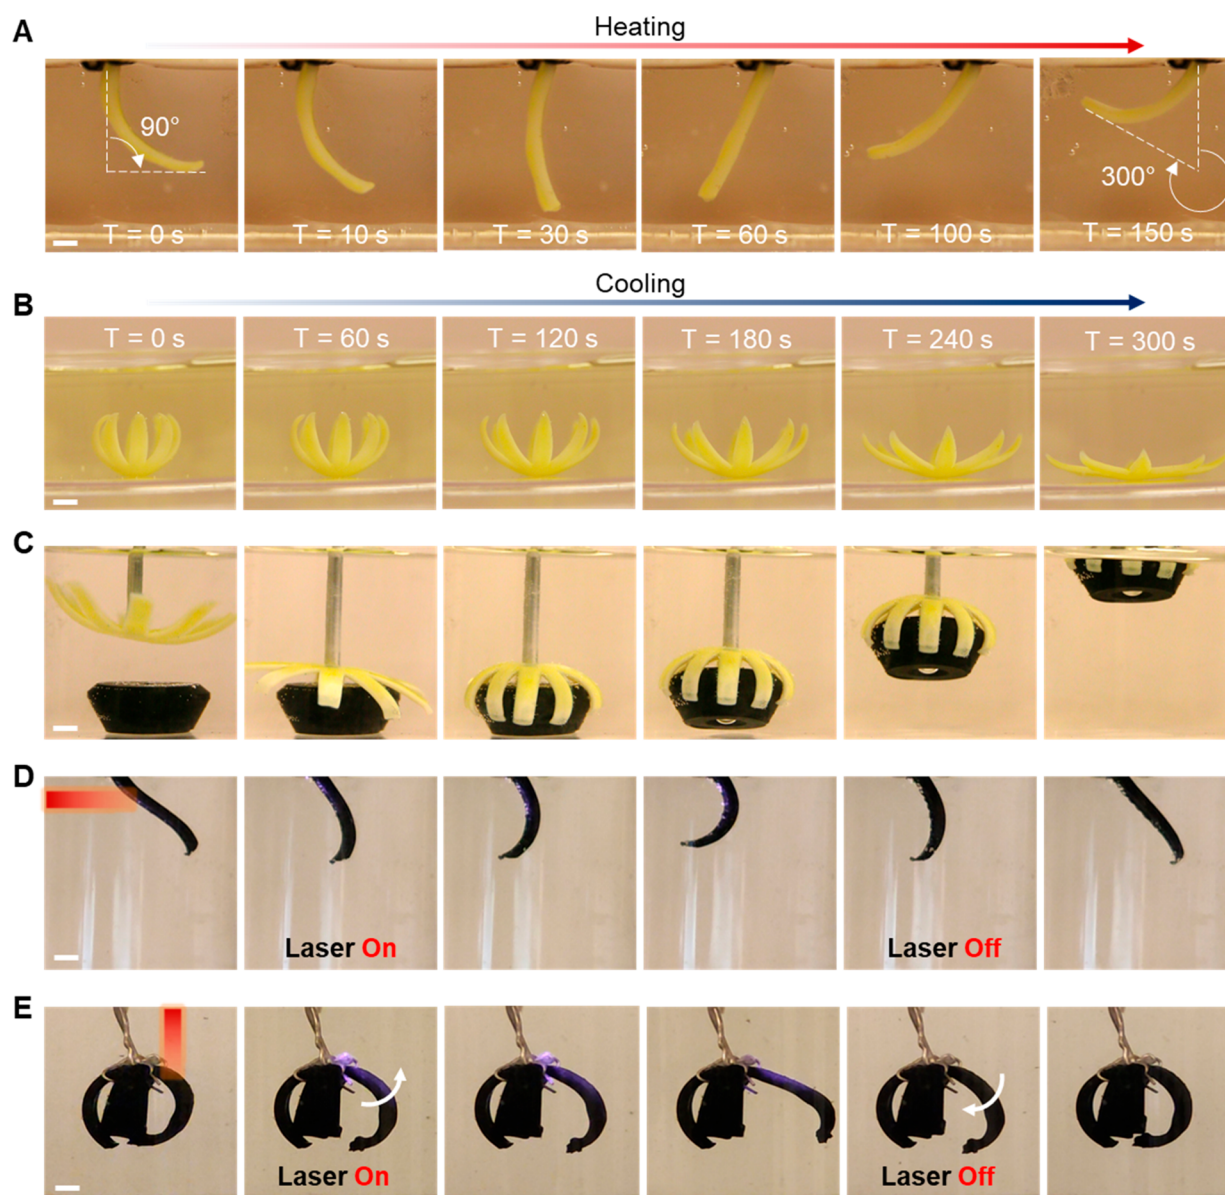 A
Heating
90°
300°
T = 0 s
T = 10 s
T = 30 s
T = 60 s
T = 100 s
T = 150 s
Cooling
B
T = 0 s
T = 60 s
T = 120 s
T = 180 s
T = 240 s
T = 300 s
C
D
Laser On
Laser Off
E
Laser On
Laser Off